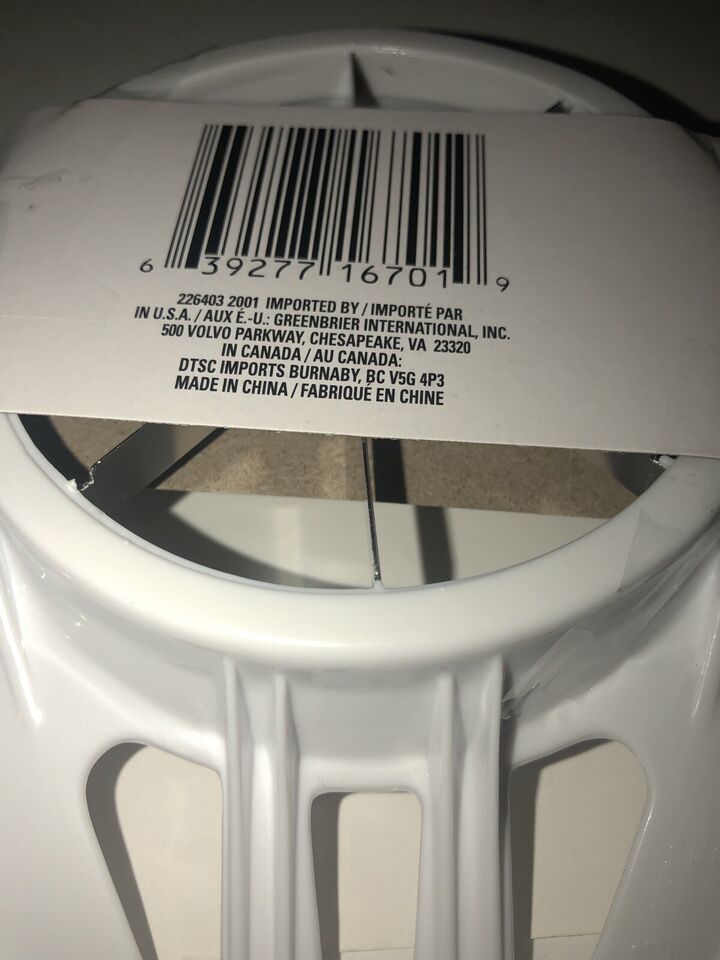 6 39277 16701 9
226403 2001 IMPORTED BY / IMPORTÉ PAR
IN U.S.A. / AUX É.-U.: GREENBRIER INTERNATIONAL, INC.
500 VOLVO PARKWAY, CHESAPEAKE, VA 23320
IN CANADA / AU CANADA:
DTSC IMPORTS BURNABY, BC V5G 4P3
MADE IN CHINA / FABRIQUÉ EN CHINE